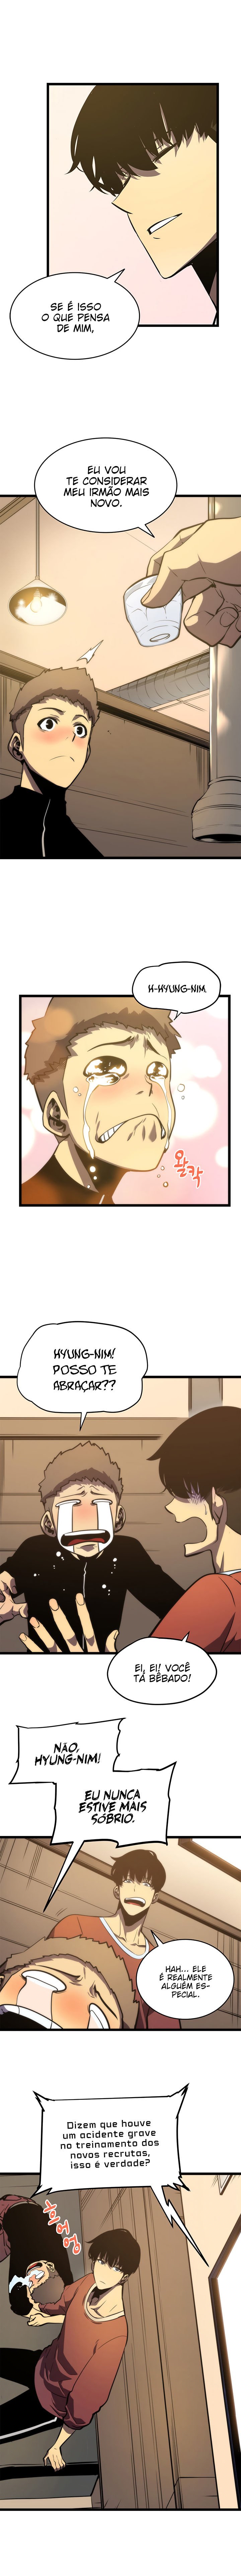 SE É ISSO
O QUE PENSA
DE MIM,
EU VOU
TE CONSIDERAR
MEU IRMÃO MAIS
NOVO.
H-HYUNG-NIM.
왈칵
HYUNG-NIM!
POSSO TE
ABRAÇAR??
EI, EI! VOCÊ
TÁ BÊBADO!
NÃO,
HYUNG-NIM!
EU NUNCA
ESTIVE MAIS
SÓBRIO.
HAH... ELE
É REALMENTE
ALGUÉM ES-
PECIAL.
Dizem que houve
um acidente grave
no treinamento dos
novos recrutas,
isso é verdade?
흐어엉